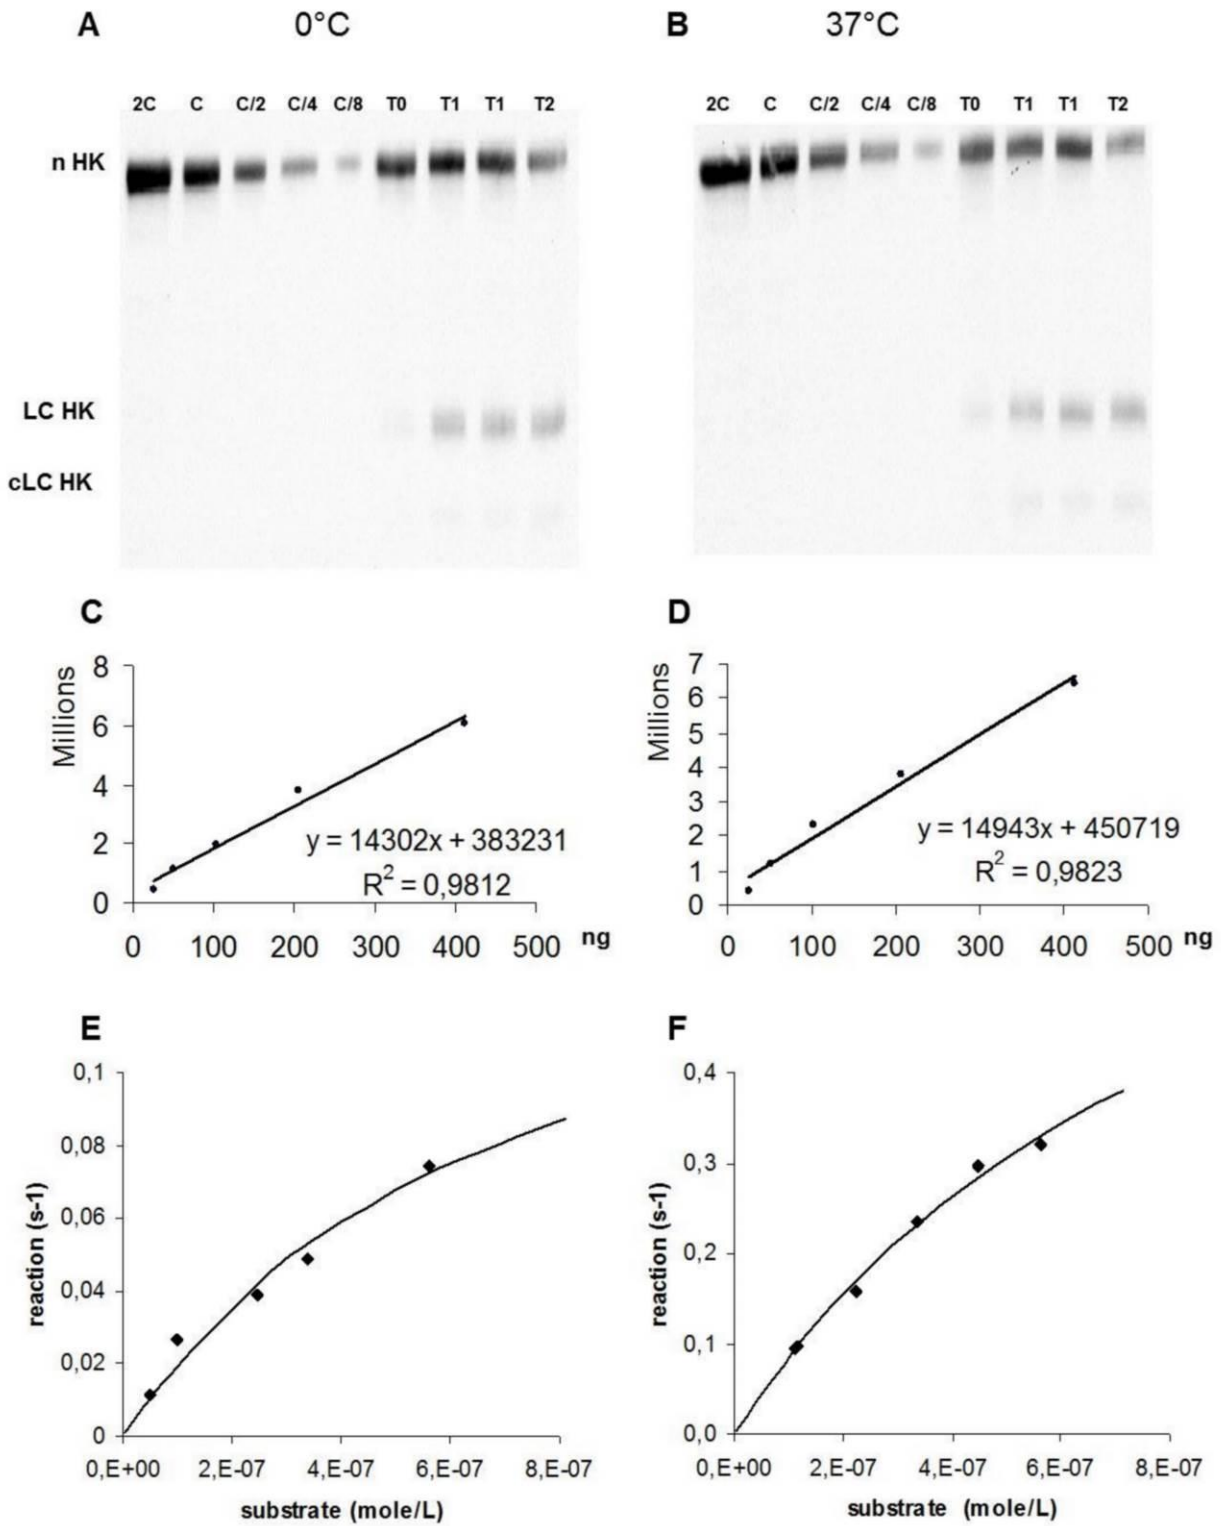 A 0°C B 37°C
2C C C/2 C/4 C/8 T0 T1 T1 T2 2C C C/2 C/4 C/8 T0 T1 T1 T2
n HK
LC HK
cLC HK
C
Millions
8
6
4
2
0
y = 14302x + 383231
R² = 0,9812
0 100 200 300 400 500 ng
D
Millions
7
6
5
4
3
2
1
0
y = 14943x + 450719
R² = 0,9823
0 100 200 300 400 500 ng
E
reaction (s-1)
0,1
0,08
0,06
0,04
0,02
0
0,E+00 2,E-07 4,E-07 6,E-07 8,E-07
substrate (mole/L)
F
reaction (s-1)
0,4
0,3
0,2
0,1
0,0
0,E+00 2,E-07 4,E-07 6,E-07 8,E-07
substrate (mole/L)